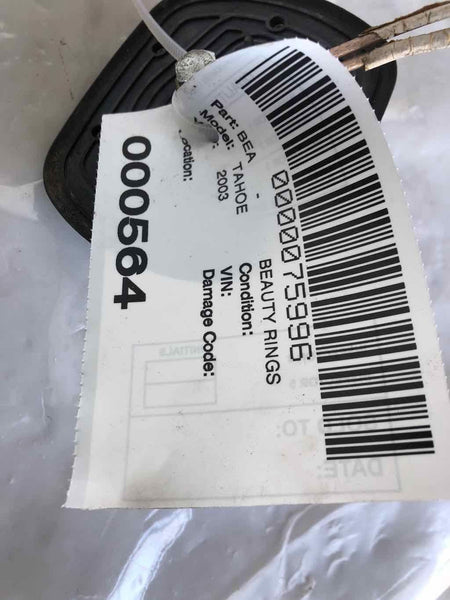 0000075996
Part: BEA - BEAUTY RINGS
Model: TAHOE
2003
Condition:
VIN:
Damage Code:
000564